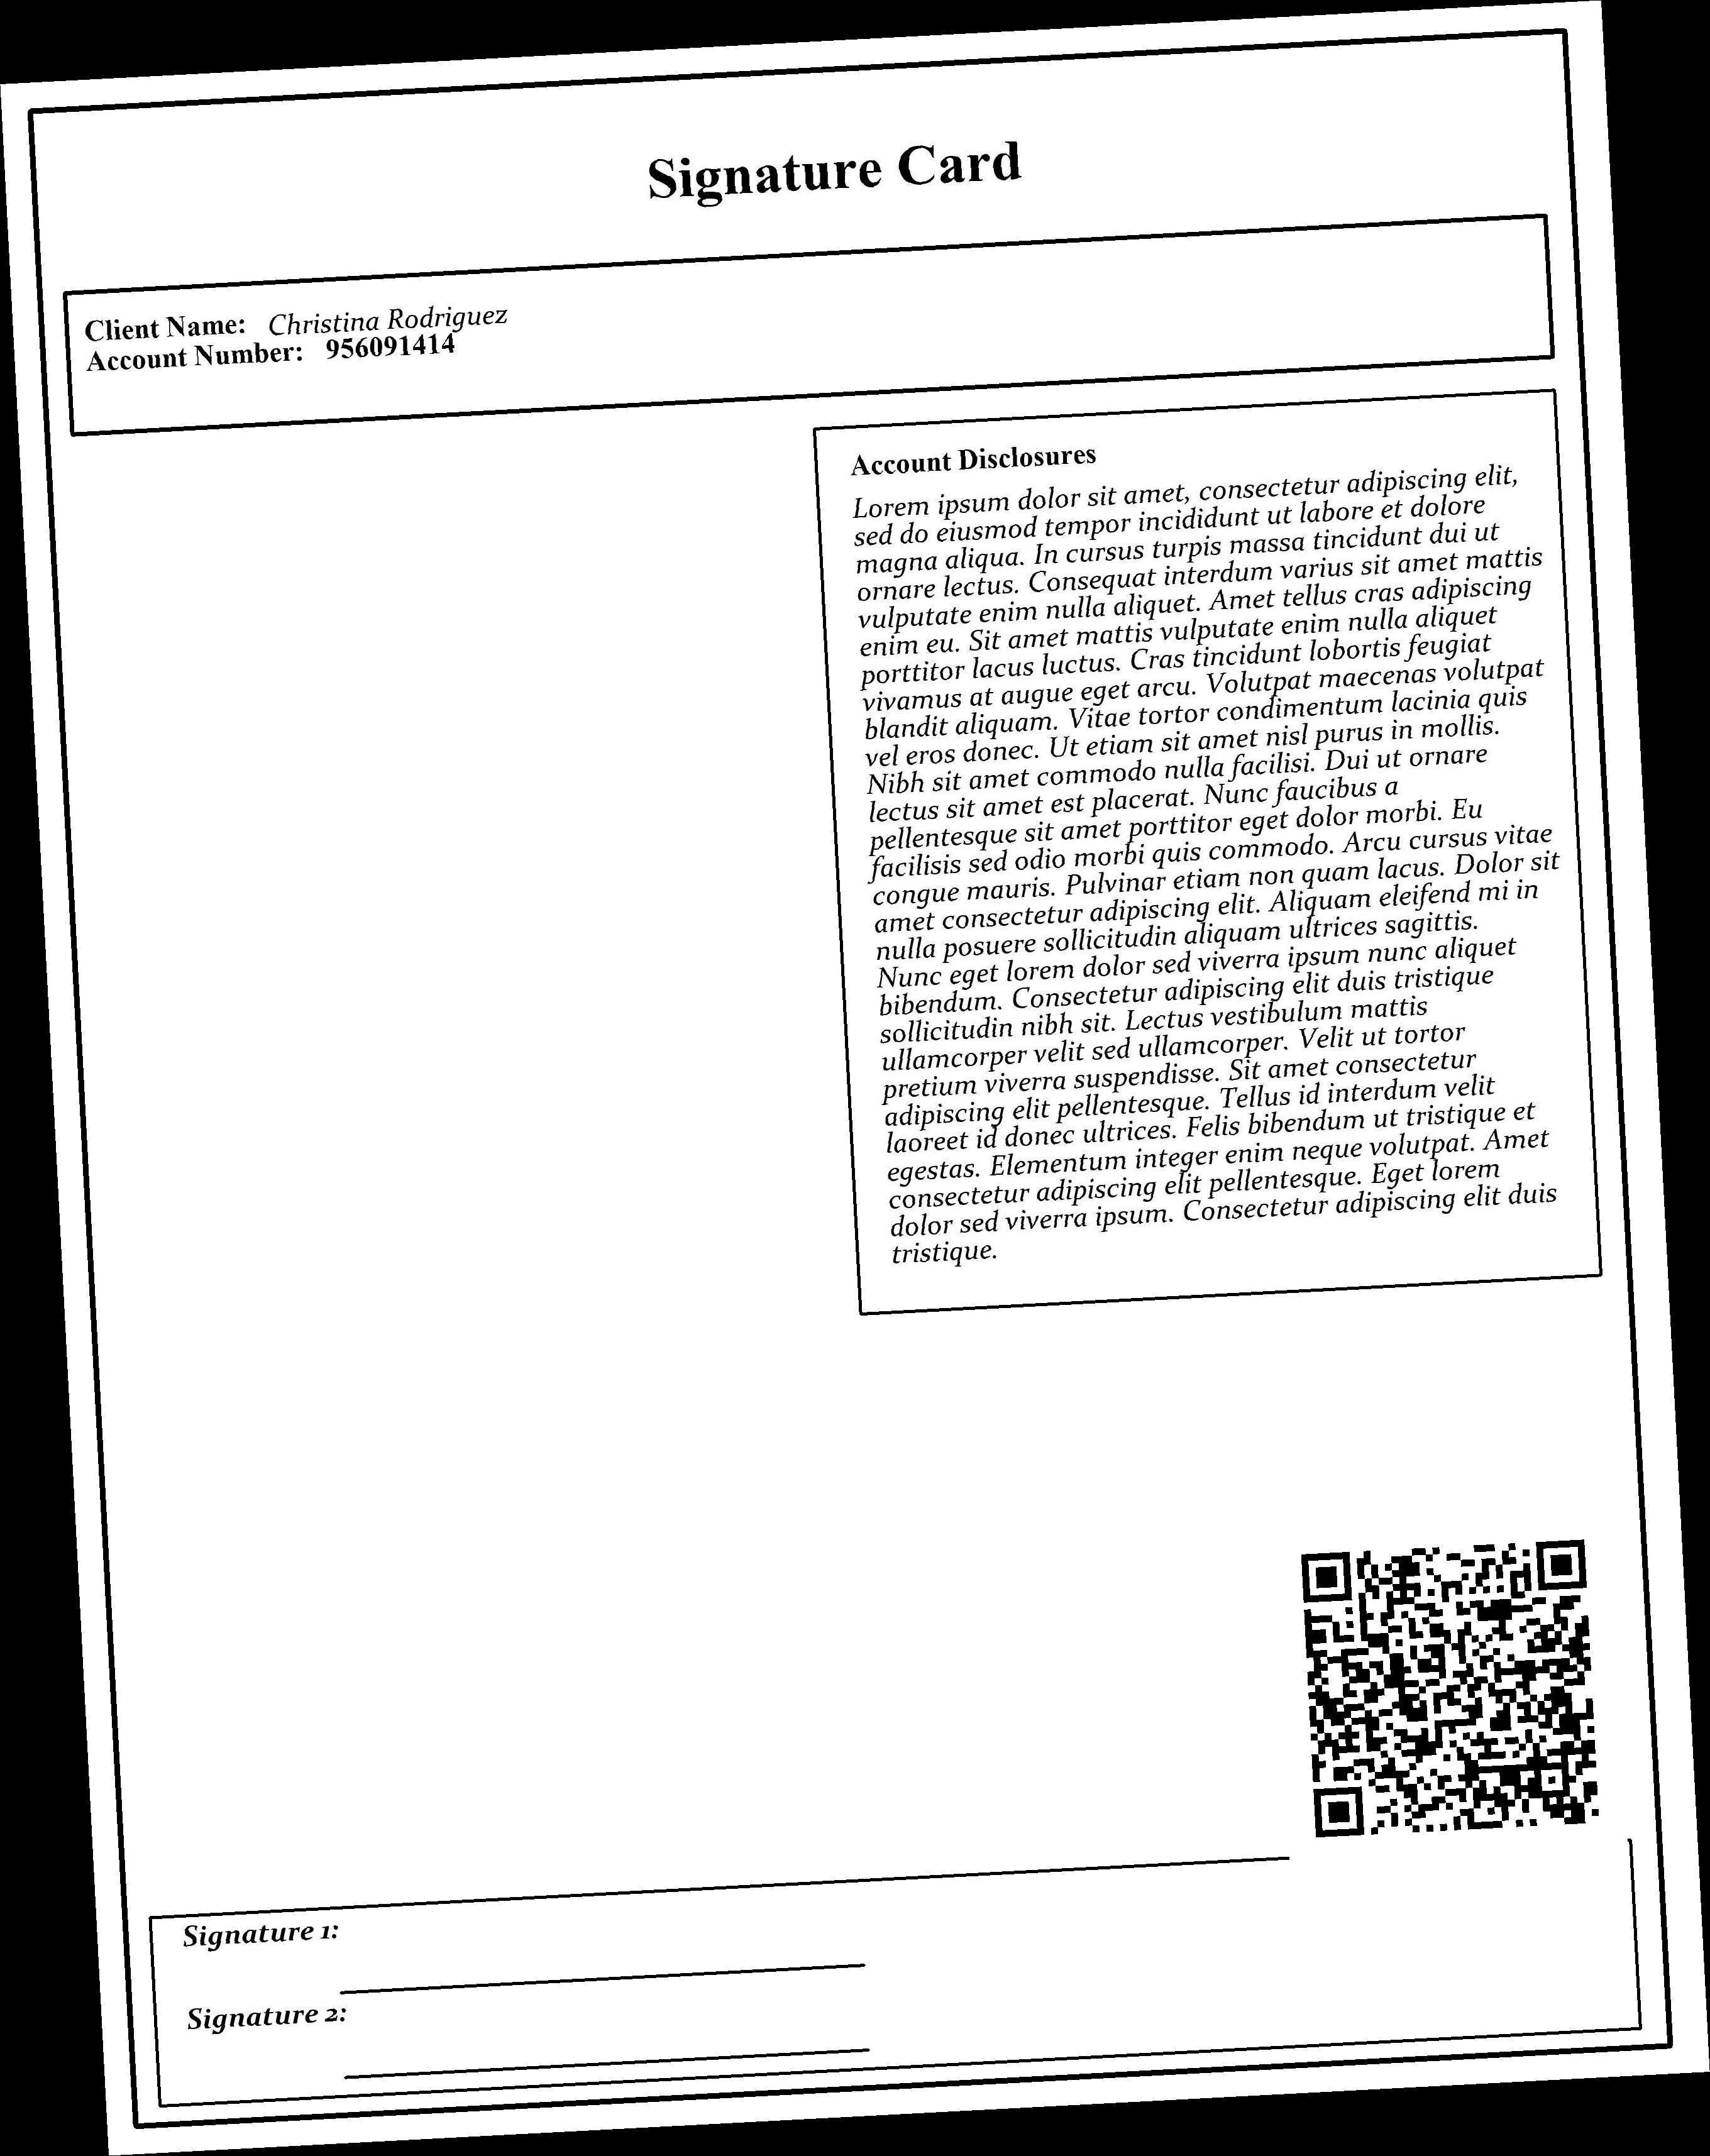 Signature Card
Client Name: Christina Rodriguez
Account Number: 956091414
Account Disclosures
Lorem ipsum dolor sit amet, consectetur adipiscing elit,
sed do eiusmod tempor incididunt ut labore et dolore
magna aliqua. In cursus turpis massa tincidunt dui ut
ornare lectus. Consequat interdum varius sit amet mattis
vulputate enim nulla aliquet. Amet tellus cras adipiscing
enim eu. Sit amet mattis vulputate enim nulla aliquet
porttitor lacus luctus. Cras tincidunt lobortis feugiat
vivamus at augue eget arcu. Volutpat maecenas volutpat
blandit aliquam. Vitae tortor condimentum lacinia quis
vel eros donec. Ut etiam sit amet nisl purus in mollis.
Nibh sit amet commodo nulla facilisi. Dui ut ornare
lectus sit amet est placerat. Nunc faucibus a
pellentesque sit amet porttitor eget dolor morbi. Eu
facilisis sed odio morbi quis commodo. Arcu cursus vitae
congue mauris. Pulvinar etiam non quam lacus. Dolor sit
amet consectetur adipiscing elit. Aliquam eleifend mi in
nulla posuere sollicitudin aliquam ultrices sagittis.
Nunc eget lorem dolor sed viverra ipsum nunc aliquet
bibendum. Consectetur adipiscing elit duis tristique
sollicitudin nibh sit. Lectus vestibulum mattis
ullamcorper velit sed ullamcorper. Velit ut tortor
pretium viverra suspendisse. Sit amet consectetur
adipiscing elit pellentesque. Tellus id interdum velit
laoreet id donec ultrices. Felis bibendum ut tristique et
egestas. Elementum integer enim neque volutpat. Amet
consectetur adipiscing elit pellentesque. Eget lorem
dolor sed viverra ipsum. Consectetur adipiscing elit duis
tristique.
Signature 1:
Signature 2: